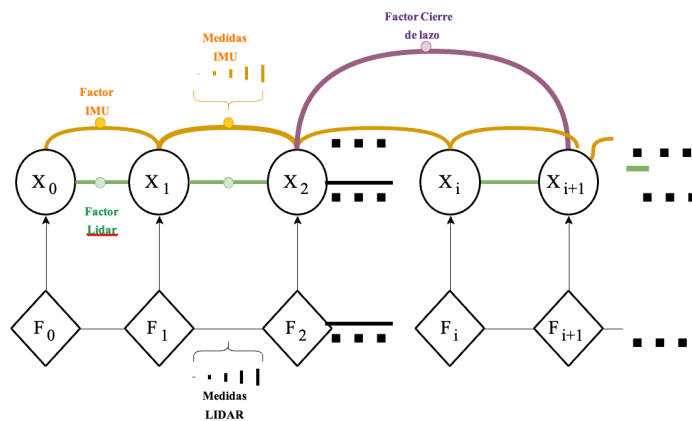 Factor Cierre
de lazo
Medidas
IMU
Factor
IMU
X0
X1
X2
Xi
Xi+1
Factor
Lidar
F0
F1
F2
Fi
Fi+1
Medidas
LIDAR